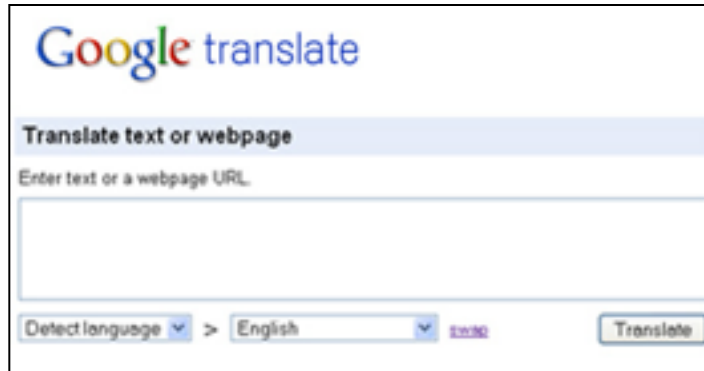 Google translate
Translate text or webpage
Enter text or a webpage URL.
Detect language > English swap Translate